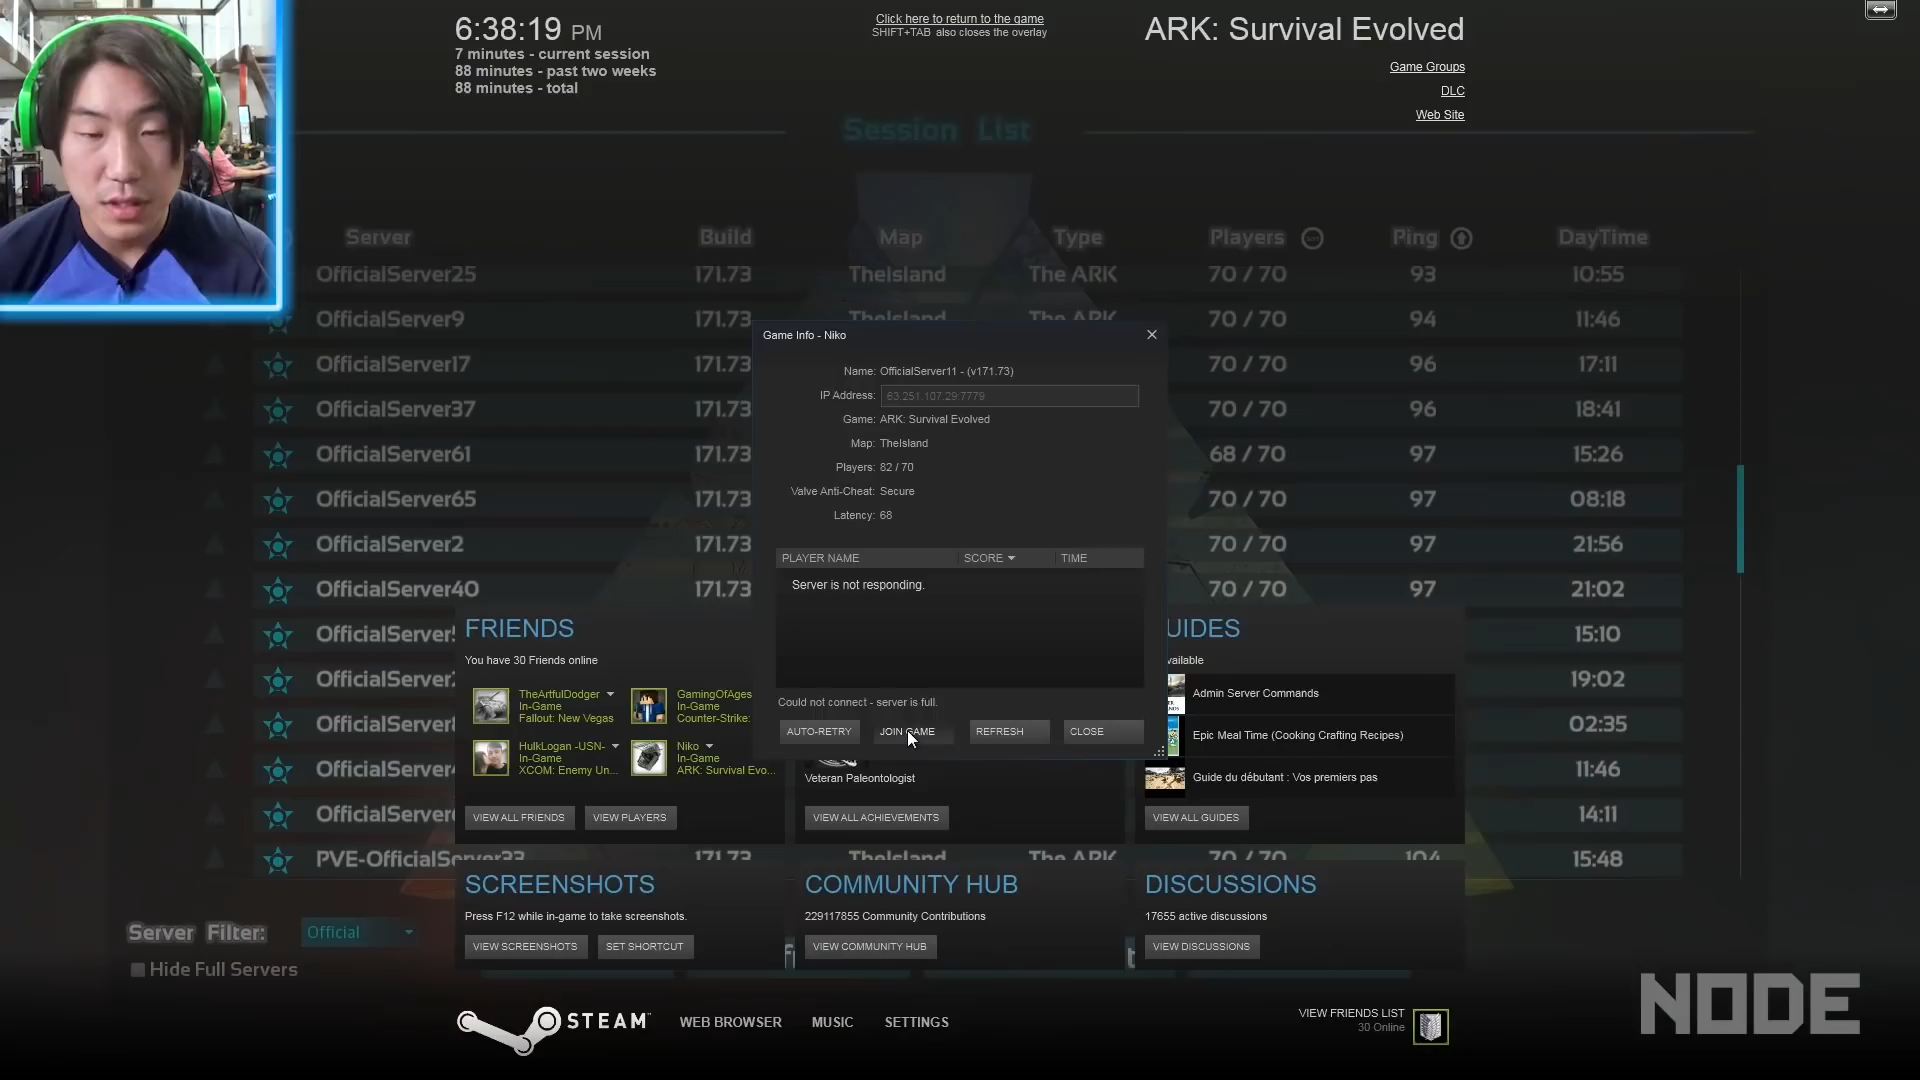 6:38:19 PM
7 minutes - current session
88 minutes - past two weeks
88 minutes - total
Click here to return to the game
SHIFT+TAB also closes the overlay
ARK: Survival Evolved
Game Groups
DLC
Web Site
Session List
Server Build Map Type Players Ping DayTime
OfficialServer25 171.73 TheIsland The ARK 70 / 70 93 10:55
OfficialServer9 171.73 TheIsland The ARK 70 / 70 94 11:46
OfficialServer17 171.73 70 / 70 96 17:11
OfficialServer37 171.73 70 / 70 96 18:41
OfficialServer61 171.73 68 / 70 97 15:26
OfficialServer65 171.73 70 / 70 97 08:18
OfficialServer2 171.73 70 / 70 97 21:56
OfficialServer40 171.73 70 / 70 97 21:02
15:10
19:02
02:35
11:46
14:11
PVE-OfficialServer33 171.73 TheIsland The ARK 70 / 70 104 15:48
Game Info - Niko
Name: OfficialServer11 - (v171.73)
IP Address: 63.251.107.29:7779
Game: ARK: Survival Evolved
Map: TheIsland
Players: 82 / 70
Valve Anti-Cheat: Secure
Latency: 68
PLAYER NAME SCORE TIME
Server is not responding.
Could not connect - server is full.
AUTO-RETRY JOIN GAME REFRESH CLOSE
FRIENDS
You have 30 Friends online
TheArtfulDodger
In-Game
Fallout: New Vegas
GamingOfAges
In-Game
Counter-Strike:
HulkLogan -USN-
In-Game
XCOM: Enemy Un...
Niko
In-Game
ARK: Survival Evo...
VIEW ALL FRIENDS VIEW PLAYERS
Veteran Paleontologist
VIEW ALL ACHIEVEMENTS
UIDES
vailable
Admin Server Commands
Epic Meal Time (Cooking Crafting Recipes)
Guide du débutant : Vos premiers pas
VIEW ALL GUIDES
SCREENSHOTS
Press F12 while in-game to take screenshots.
VIEW SCREENSHOTS SET SHORTCUT
COMMUNITY HUB
229117855 Community Contributions
VIEW COMMUNITY HUB
DISCUSSIONS
17655 active discussions
VIEW DISCUSSIONS
Server Filter: Official
Hide Full Servers
STEAM WEB BROWSER MUSIC SETTINGS
VIEW FRIENDS LIST
30 Online
NODE